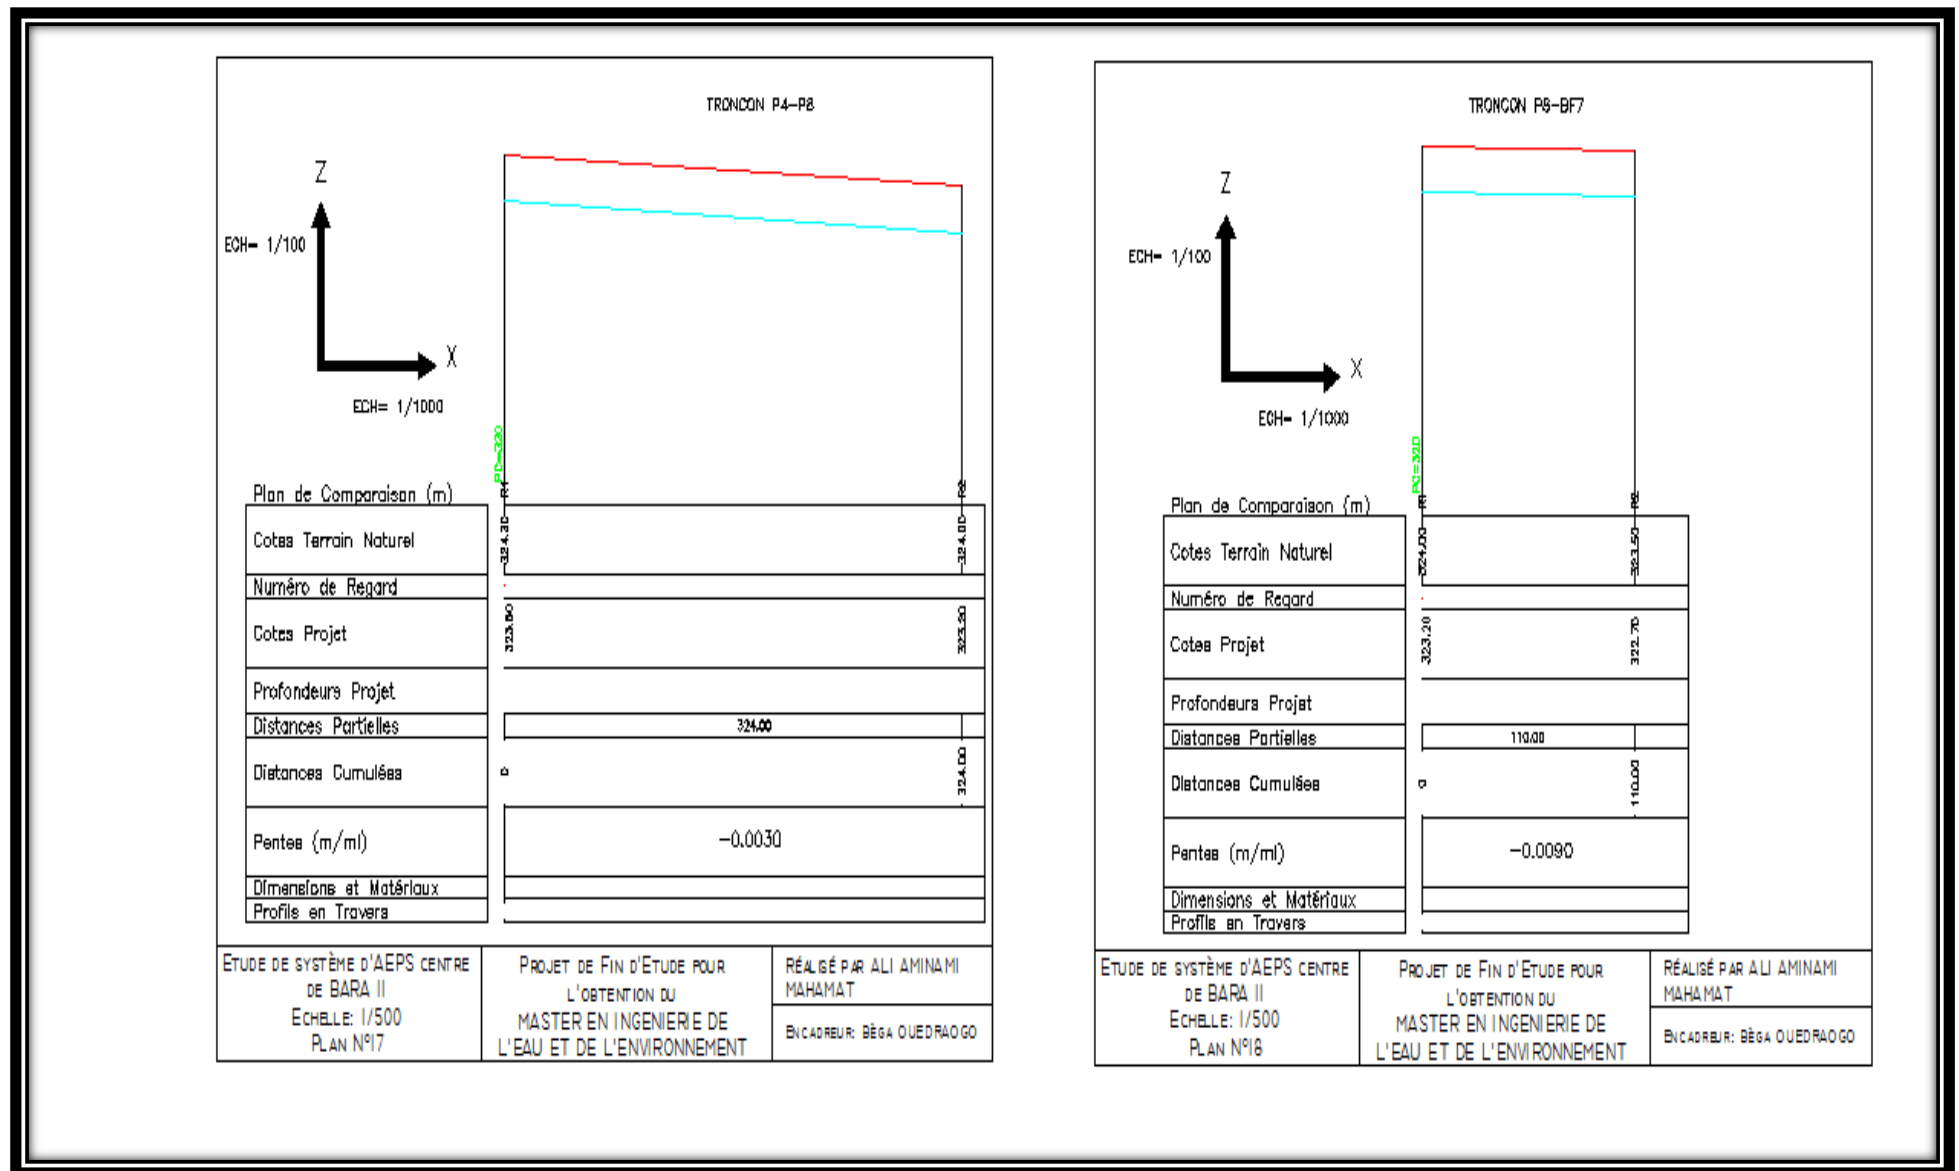 TRONCON P4-P8
Z
ECH= 1/100
X
ECH= 1/1000
PC=320
Plan de Comparaison (m)
R1
R2
Cotes Terrain Naturel
324.00
Numéro de Regard
Cotes Projet
323.20
Profondeurs Projet
Distances Partielles
324.00
Distances Cumulées
0
324.00
Pentes (m/ml)
-0.0030
Dimensions et Matériaux
Profils en Travers
ETUDE DE SYSTÈME D'AEPS CENTRE
DE BARA II
ECHELLE: 1/500
PLAN N°17
PROJET DE FIN D'ETUDE POUR
L'OBTENTION DU
MASTER EN INGENIERIE DE
L'EAU ET DE L'ENVIRONNEMENT
RÉALISÉ PAR ALI AMINAMI
MAHAMAT
ENCADREUR: BÈGA OUEDRAOGO
TRONCON P8-BF7
Z
ECH= 1/100
X
ECH= 1/1000
PC=320
Plan de Comparaison (m)
R1
R2
Cotes Terrain Naturel
324.00
323.50
Numéro de Regard
Cotes Projet
323.20
322.70
Profondeurs Projet
Distances Partielles
110.00
Distances Cumulées
0
110.00
Pentes (m/ml)
-0.0090
Dimensions et Matériaux
Profils en Travers
ETUDE DE SYSTÈME D'AEPS CENTRE
DE BARA II
ECHELLE: 1/500
PLAN N°18
PROJET DE FIN D'ETUDE POUR
L'OBTENTION DU
MASTER EN INGENIERIE DE
L'EAU ET DE L'ENVIRONNEMENT
RÉALISÉ PAR ALI AMINAMI
MAHAMAT
ENCADREUR: BÈGA OUEDRAOGO